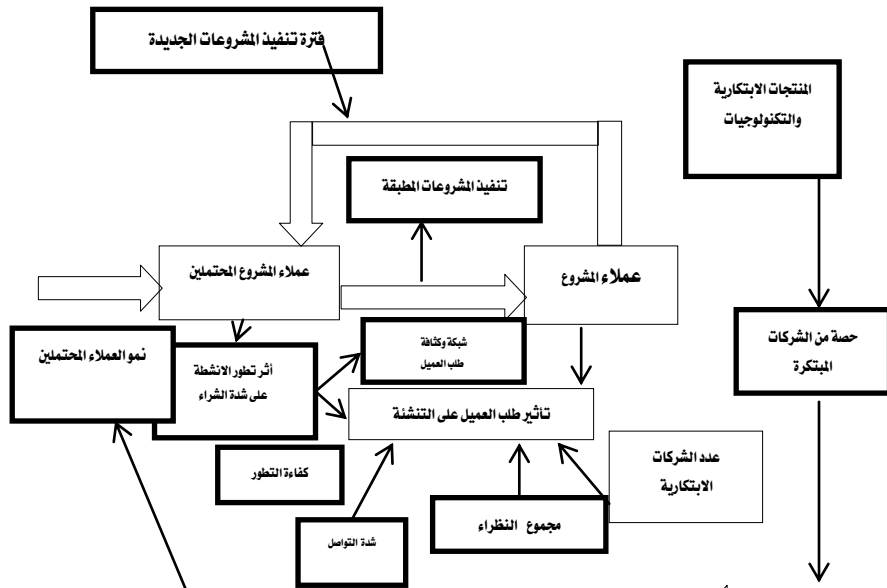 فترة تنفيذ المشروعات الجديدة
المنتجات الابتكارية
والتكنولوجيات
تنفيذ المشروعات المطبقة
عملاء المشروع
عملاء المشروع المحتملين
حصة من الشركات
المبتكرة
شبكة وكثافة
طلب العميل
أثر تطور الانشطة
على شدة الشراء
نمو العملاء المحتملين
تأثير طلب العميل على التنشئة
عدد الشركات
الابتكارية
كفاءة التطور
مجموع النظراء
شدة التواصل